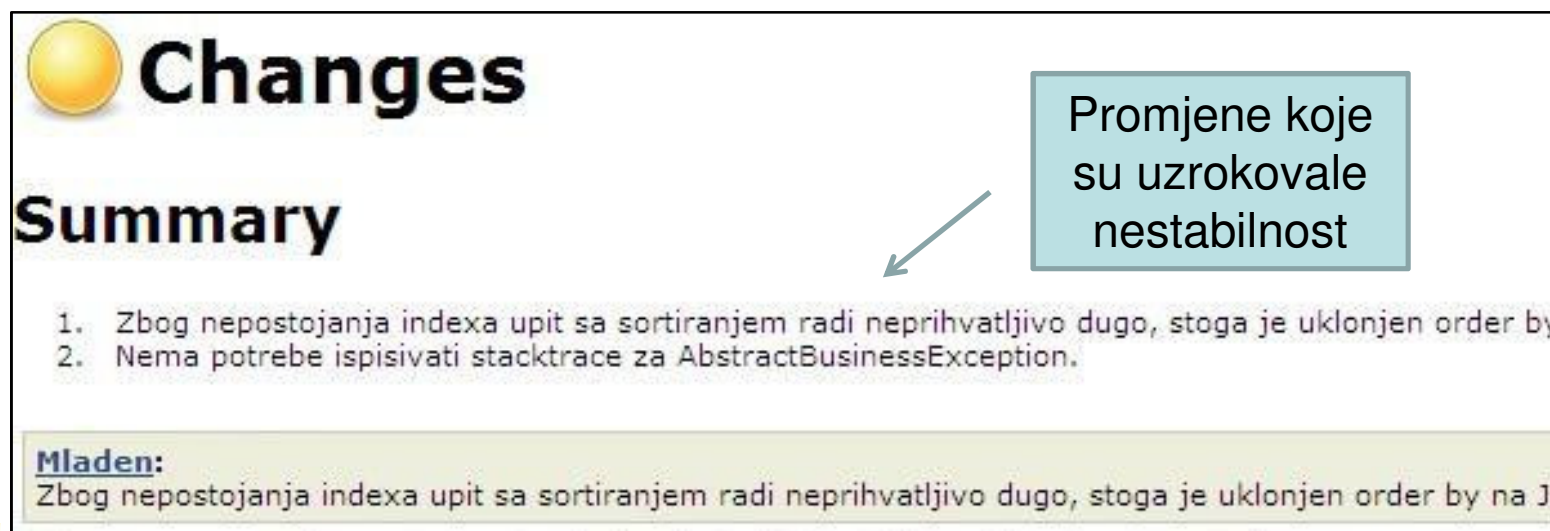 Changes
Promjene koje
su uzrokovale
nestabilnost
Summary
1. Zbog nepostojanja indexa upit sa sortiranjem radi neprihvatljivo dugo, stoga je uklonjen order by
2. Nema potrebe ispisivati stacktrace za AbstractBusinessException.
Mladen:
Zbog nepostojanja indexa upit sa sortiranjem radi neprihvatljivo dugo, stoga je uklonjen order by na J